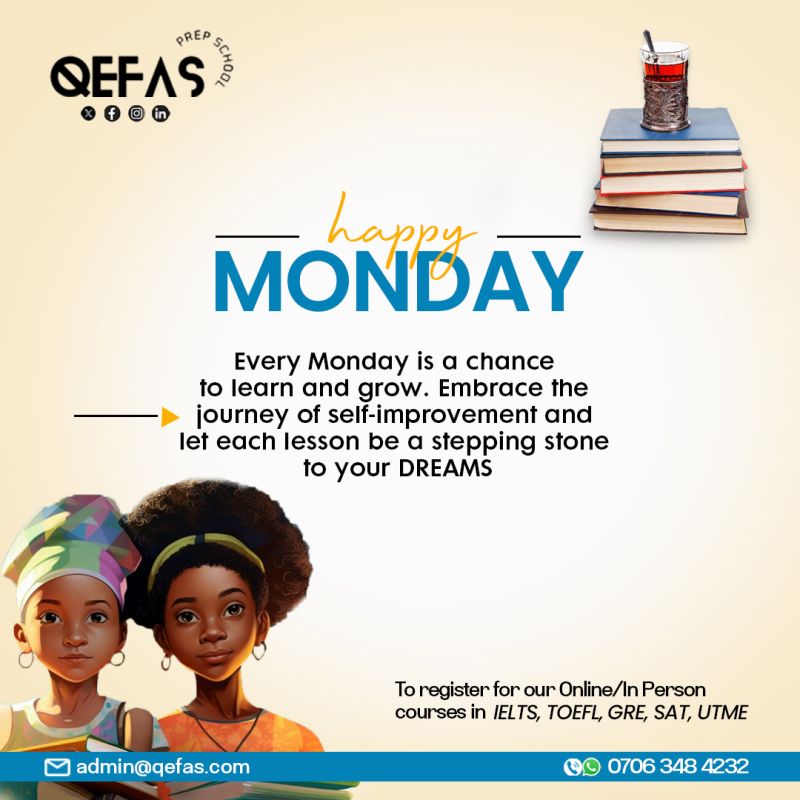 QEFAS
PREP SCHOOL
happy
MONDAY
Every Monday is a chance
to learn and grow. Embrace the
journey of self-improvement and
let each lesson be a stepping stone
to your DREAMS
To register for our Online/In Person
courses in IELTS, TOEFL, GRE, SAT, UTME
admin@qefas.com
0706 348 4232